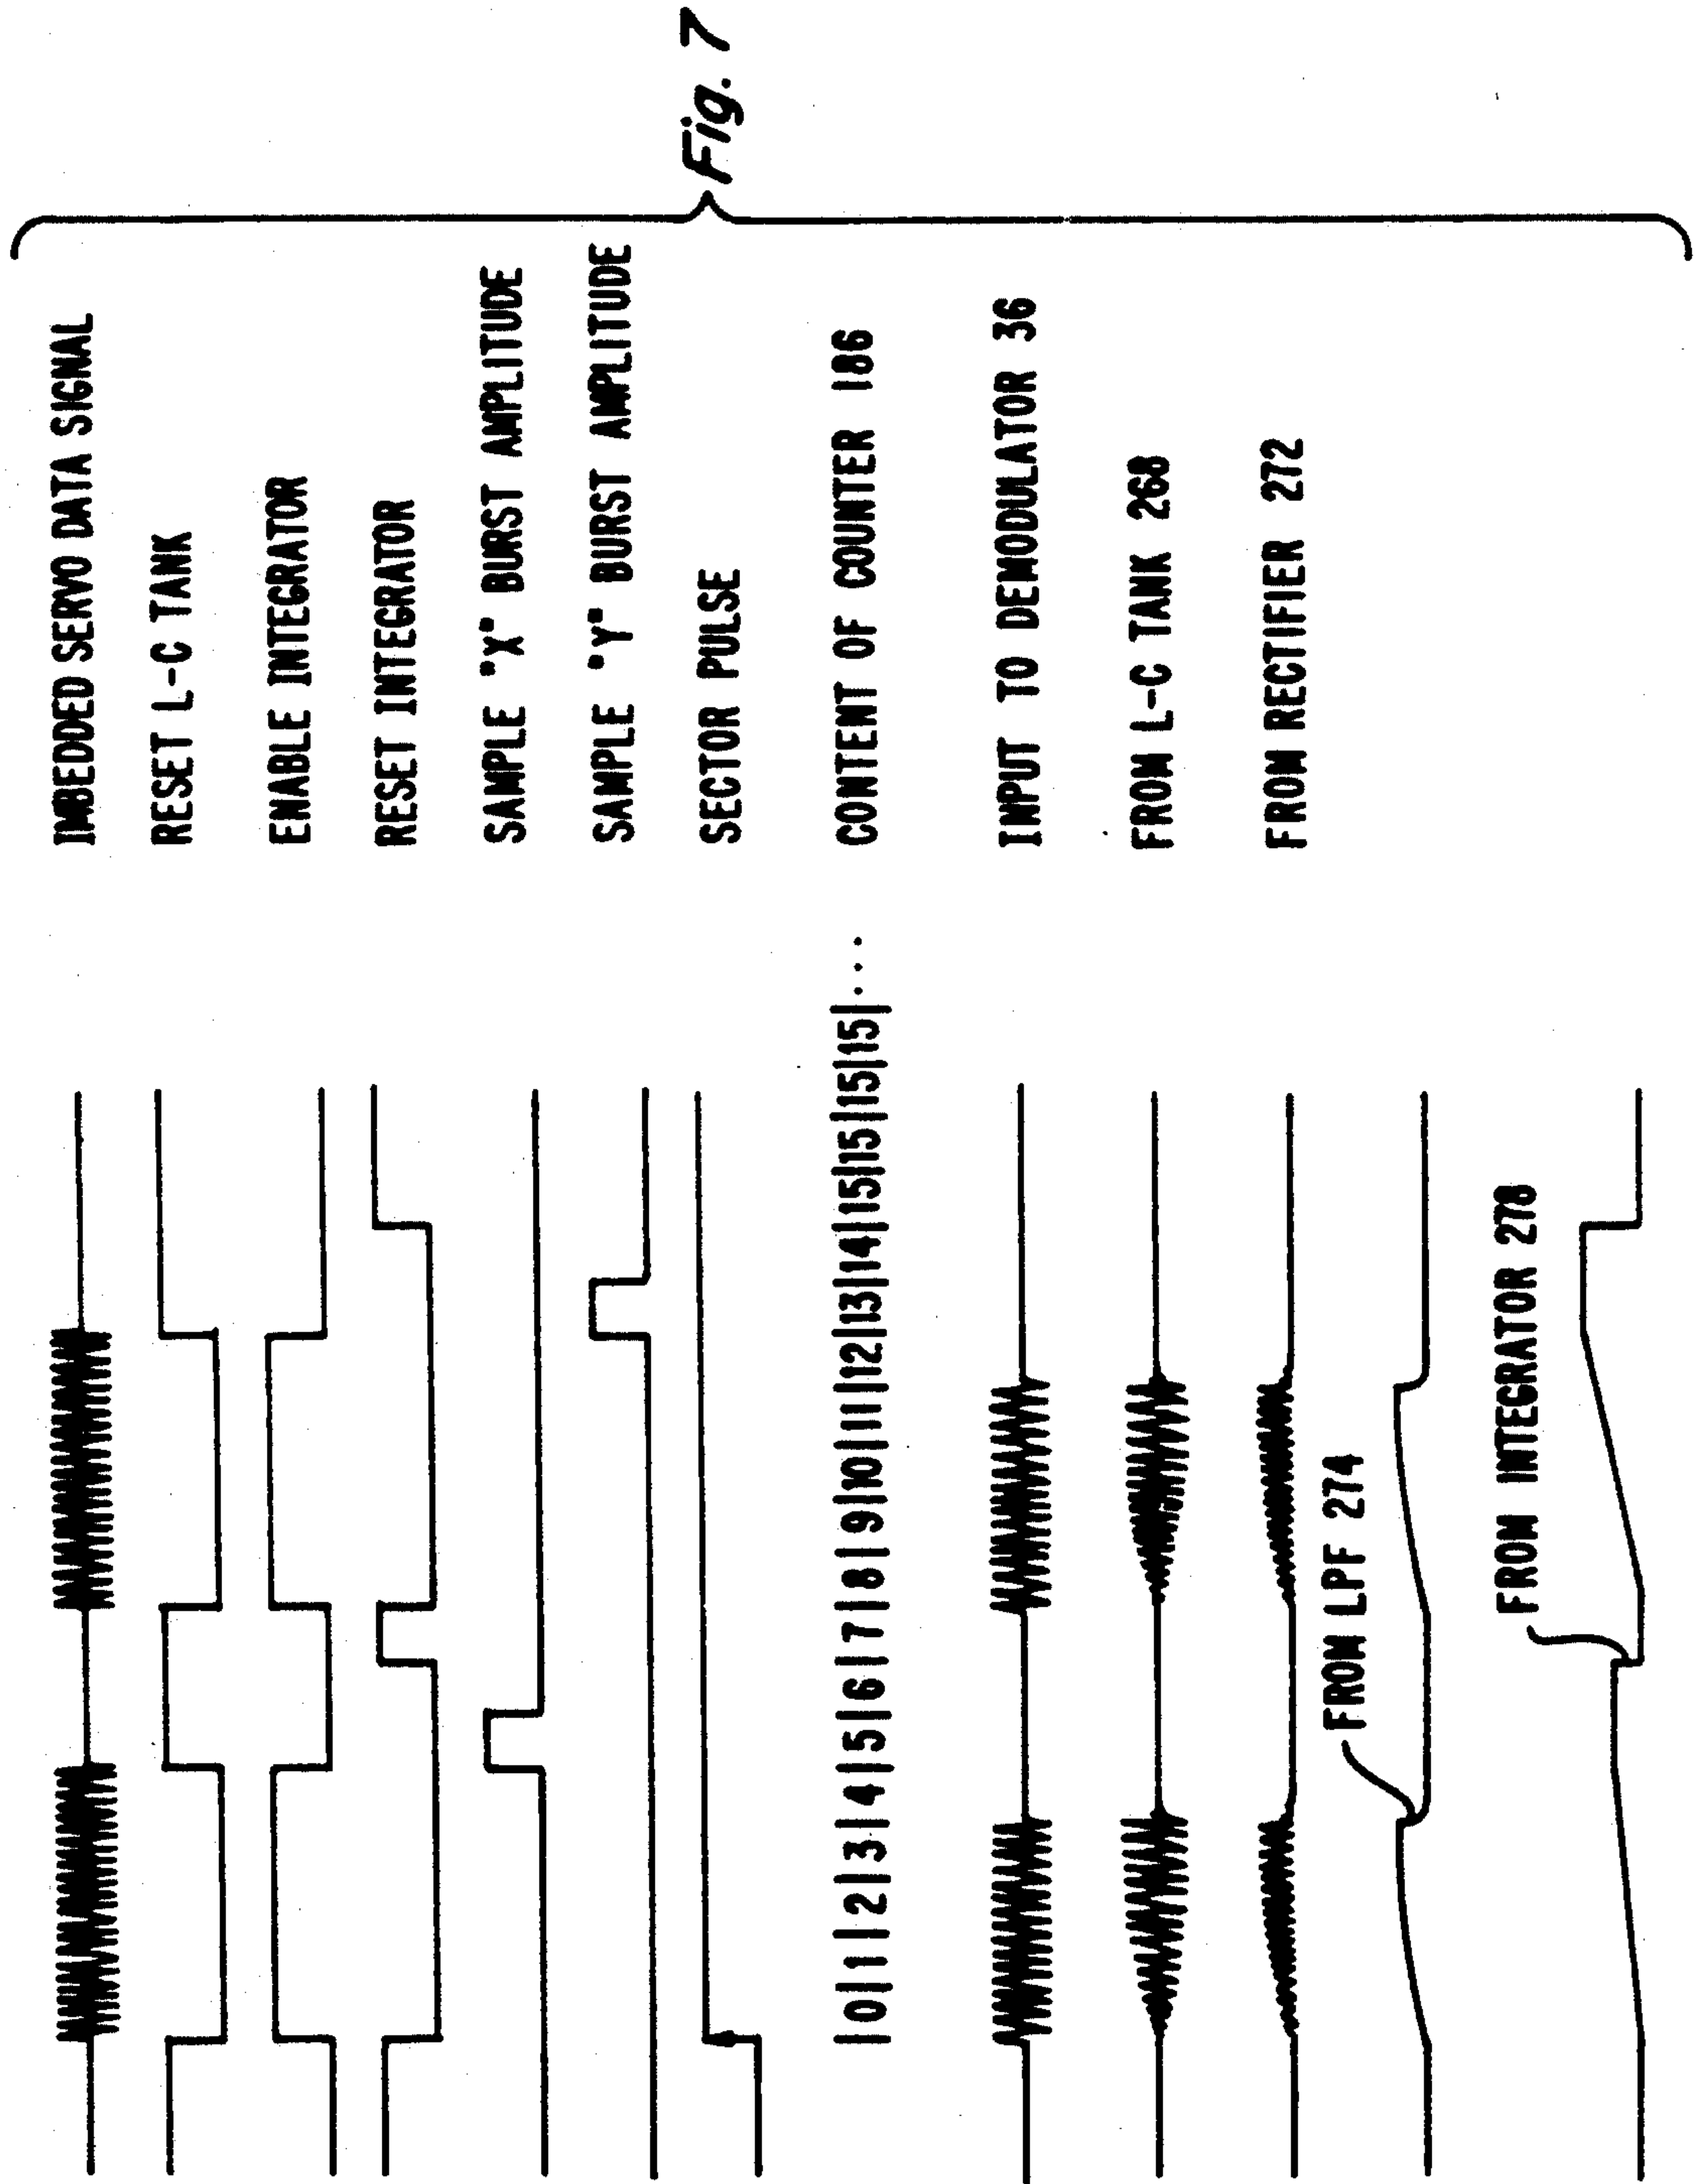 IMBEDDED SERVO DATA SIGNAL
RESET L-C TANK
ENABLE INTEGRATOR
RESET INTEGRATOR
SAMPLE "X" BURST AMPLITUDE
SAMPLE "Y" BURST AMPLITUDE
SECTOR PULSE
|0|1|2|3|4|5|6|7|8|9|10|11|12|13|14|15|15|15|15|... CONTENT OF COUNTER 186
INPUT TO DEMODULATOR 36
FROM L-C TANK 268
FROM RECTIFIER 272
FROM LPF 274
FROM INTEGRATOR 278
Fig. 7